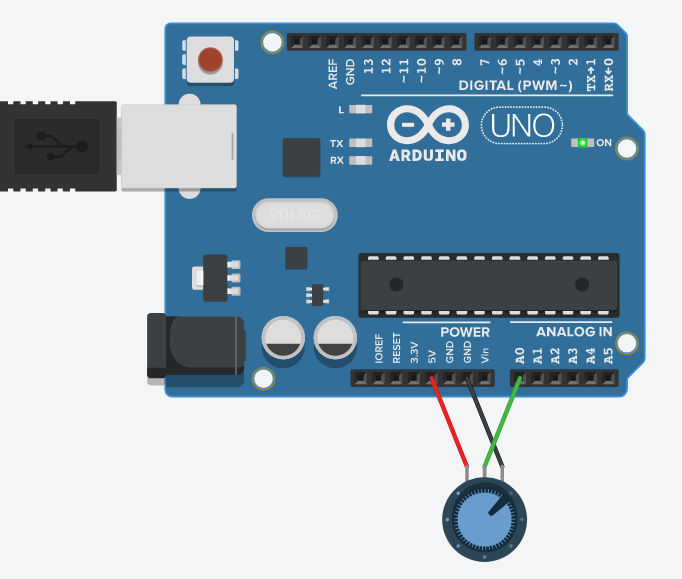 AREF
GND
13
12
~11
~10
~9
8
7
~6
~5
4
~3
2
TX→1
RX←0
DIGITAL (PWM~)
L
TX
RX
ARDUINO
UNO
ON
POWER
ANALOG IN
IOREF
RESET
3.3V
5V
GND
GND
Vin
A0
A1
A2
A3
A4
A5